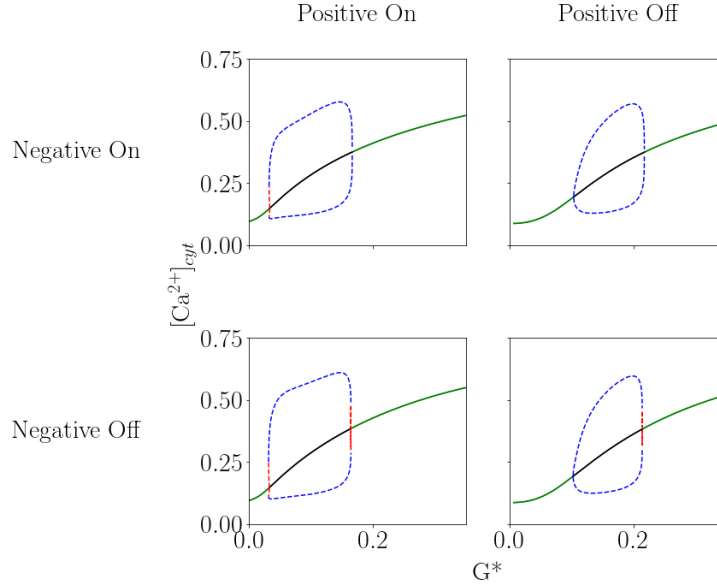 Positive On
Positive Off
Negative On
0.75
0.50
0.25
0.00
[Ca²⁺]cyt
Negative Off
0.75
0.50
0.25
0.00
0.0
0.2
0.0
0.2
G*